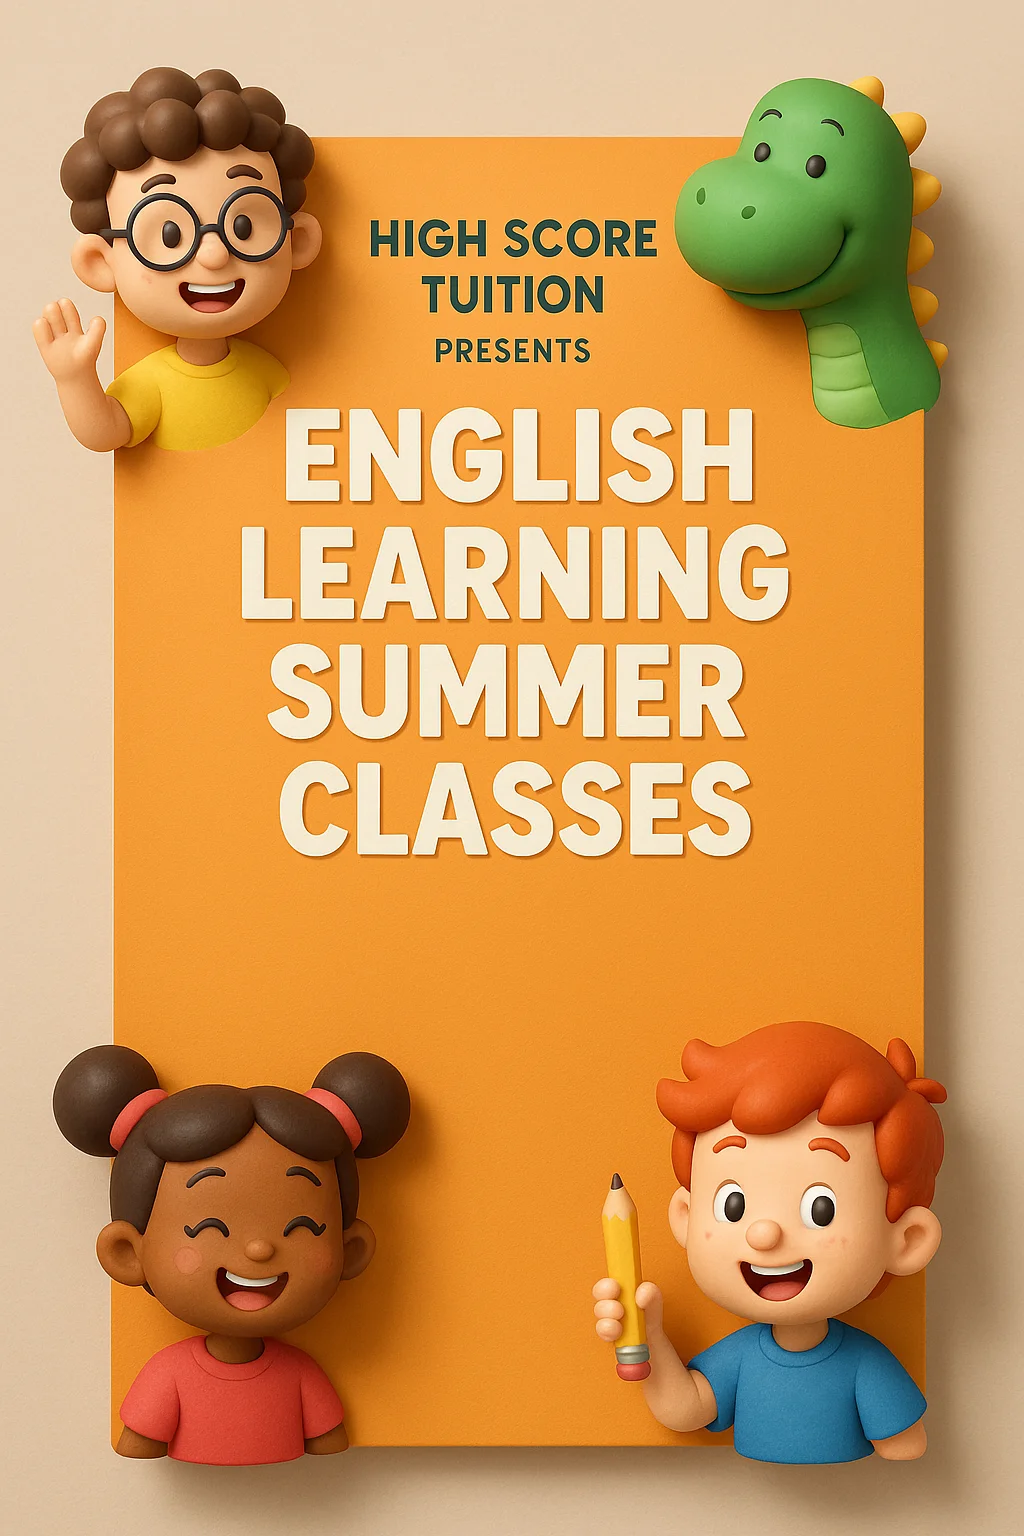 HIGH SCORE
TUITION
PRESENTS
ENGLISH
LEARNING
SUMMER
CLASSES